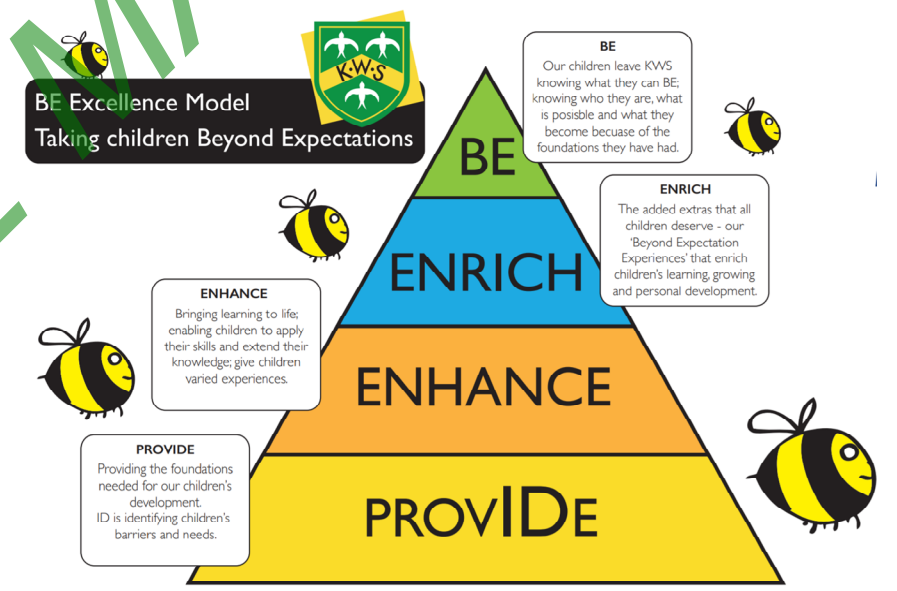 BE Excellence Model
Taking children Beyond Expectations
K·W·S
BE
Our children leave KWS
knowing what they can BE;
knowing who they are, what
is posisble and what they
become becuase of the
foundations they have had.
BE
ENRICH
The added extras that all
children deserve - our
'Beyond Expectation
Experiences' that enrich
children's learning, growing
and personal development.
ENRICH
ENHANCE
Bringing learning to life;
enabling children to apply
their skills and extend their
knowledge; give children
varied experiences.
ENHANCE
PROVIDE
Providing the foundations
needed for our children's
development.
ID is identifying children's
barriers and needs.
PROVIDE